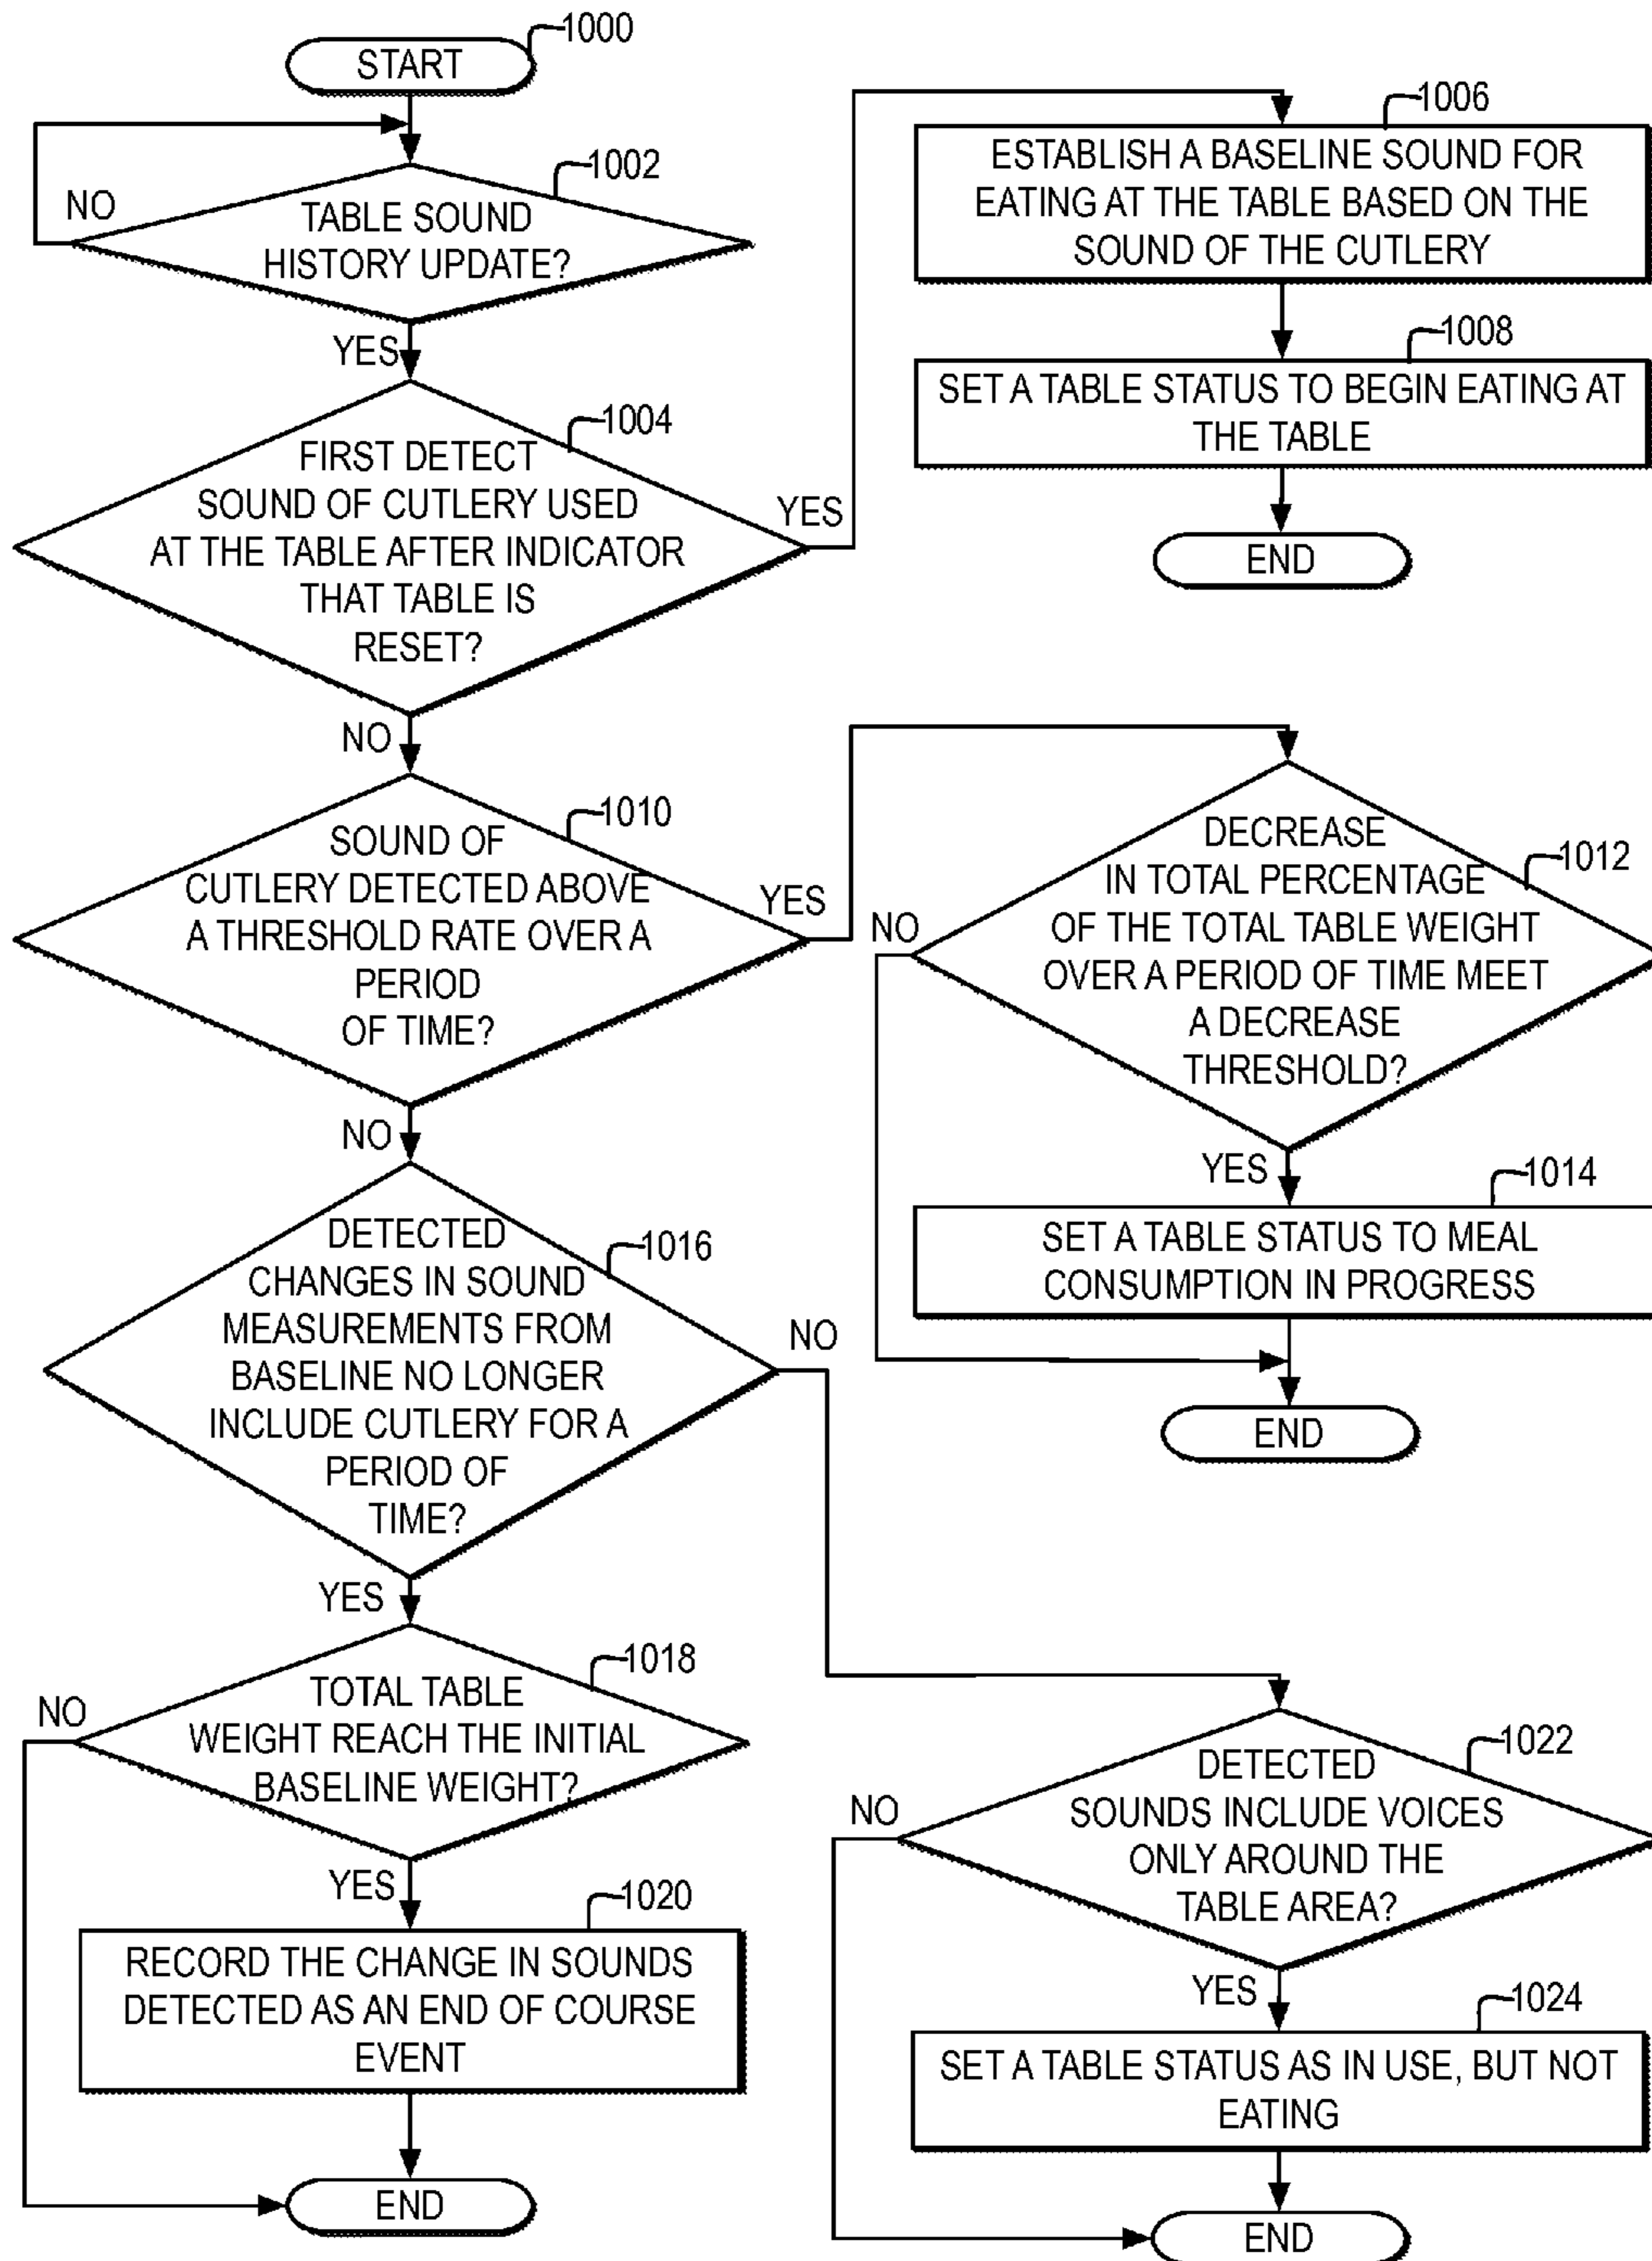 1000
START
1002
NO
TABLE SOUND
HISTORY UPDATE?
YES
1004
FIRST DETECT
SOUND OF CUTLERY USED
AT THE TABLE AFTER INDICATOR
THAT TABLE IS
RESET?
YES
NO
1006
ESTABLISH A BASELINE SOUND FOR
EATING AT THE TABLE BASED ON THE
SOUND OF THE CUTLERY
1008
SET A TABLE STATUS TO BEGIN EATING AT
THE TABLE
END
1010
SOUND OF
CUTLERY DETECTED ABOVE
A THRESHOLD RATE OVER A
PERIOD
OF TIME?
YES
NO
1012
DECREASE
IN TOTAL PERCENTAGE
OF THE TOTAL TABLE WEIGHT
OVER A PERIOD OF TIME MEET
A DECREASE
THRESHOLD?
NO
YES
1014
SET A TABLE STATUS TO MEAL
CONSUMPTION IN PROGRESS
END
1016
DETECTED
CHANGES IN SOUND
MEASUREMENTS FROM
BASELINE NO LONGER
INCLUDE CUTLERY FOR A
PERIOD OF
TIME?
NO
YES
1018
TOTAL TABLE
WEIGHT REACH THE INITIAL
BASELINE WEIGHT?
NO
YES
1020
RECORD THE CHANGE IN SOUNDS
DETECTED AS AN END OF COURSE
EVENT
END
1022
DETECTED
SOUNDS INCLUDE VOICES
ONLY AROUND THE
TABLE AREA?
NO
YES
1024
SET A TABLE STATUS AS IN USE, BUT NOT
EATING
END